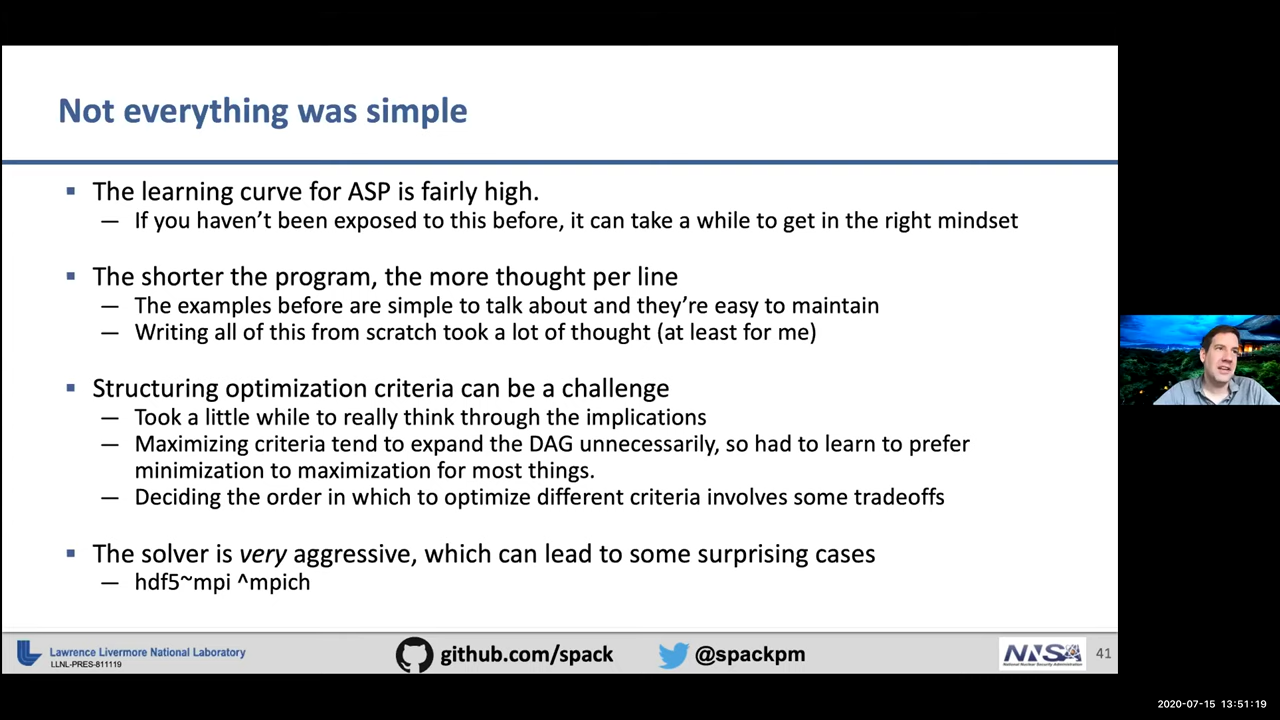 Not everything was simple
▪ The learning curve for ASP is fairly high.
— If you haven't been exposed to this before, it can take a while to get in the right mindset
▪ The shorter the program, the more thought per line
— The examples before are simple to talk about and they're easy to maintain
— Writing all of this from scratch took a lot of thought (at least for me)
▪ Structuring optimization criteria can be a challenge
— Took a little while to really think through the implications
— Maximizing criteria tend to expand the DAG unnecessarily, so had to learn to prefer
minimization to maximization for most things.
— Deciding the order in which to optimize different criteria involves some tradeoffs
▪ The solver is very aggressive, which can lead to some surprising cases
— hdf5~mpi ^mpich
Lawrence Livermore National Laboratory
LLNL-PRES-811119
github.com/spack
@spackpm
NNSA
National Nuclear Security Administration
41
2020-07-15 13:51:19